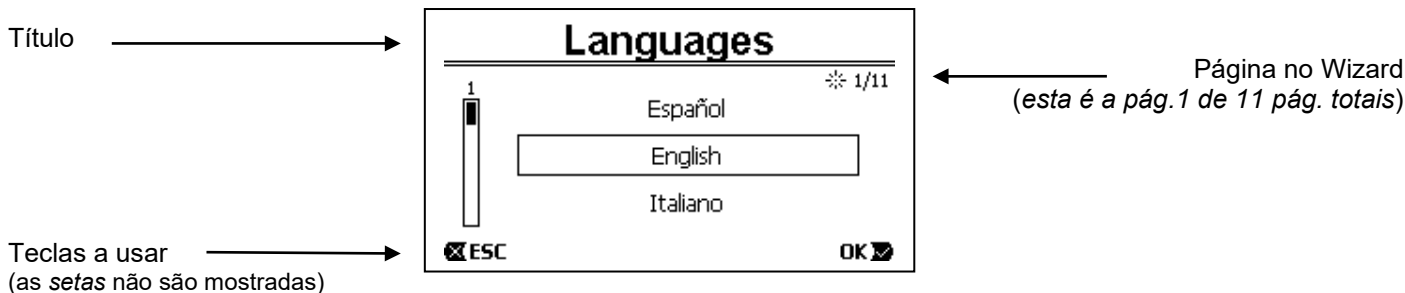 Título
Languages
Página no Wizard
(esta é a pág.1 de 11 pág. totais)
1
1/11
Español
English
Italiano
ESC
OK
Teclas a usar
(as setas não são mostradas)